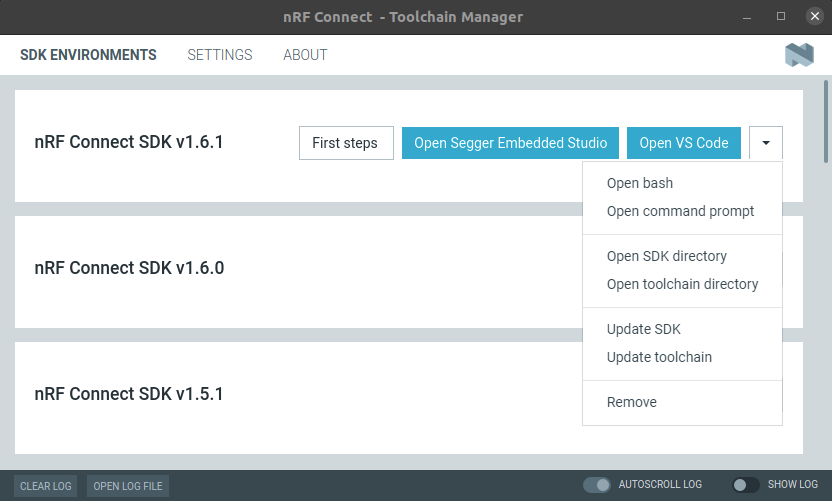 nRF Connect - Toolchain Manager
SDK ENVIRONMENTS SETTINGS ABOUT
nRF Connect SDK v1.6.1 First steps Open Segger Embedded Studio Open VS Code
Open bash
Open command prompt
Open SDK directory
Open toolchain directory
Update SDK
Update toolchain
Remove
nRF Connect SDK v1.6.0
nRF Connect SDK v1.5.1
CLEAR LOG OPEN LOG FILE AUTOSCROLL LOG SHOW LOG